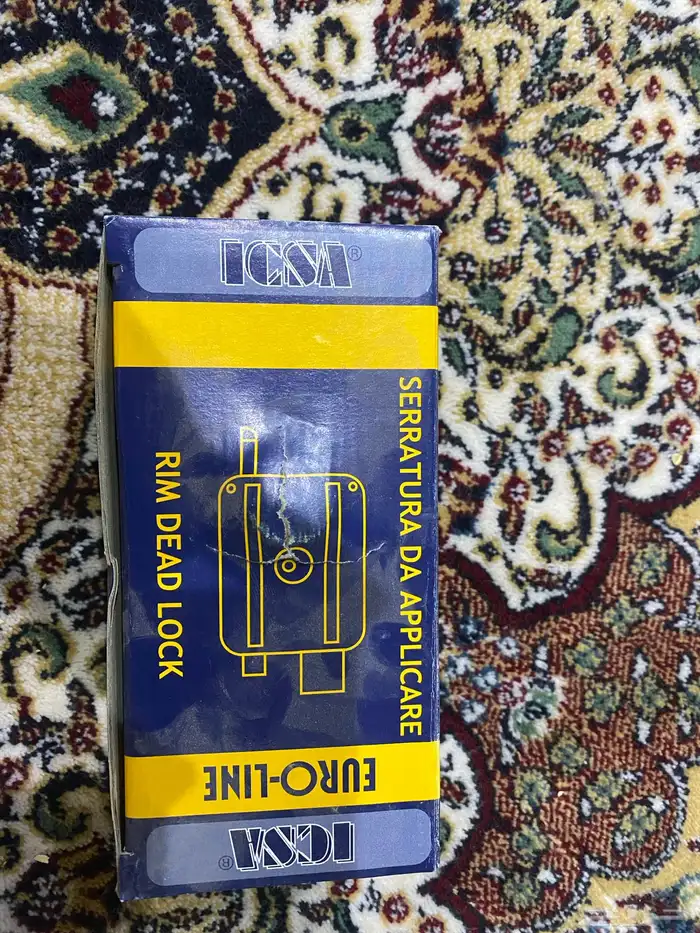 ICSA®
SERRATURA DA APPLICARE
RIM DEAD LOCK
EURO-LINE
ICSA®